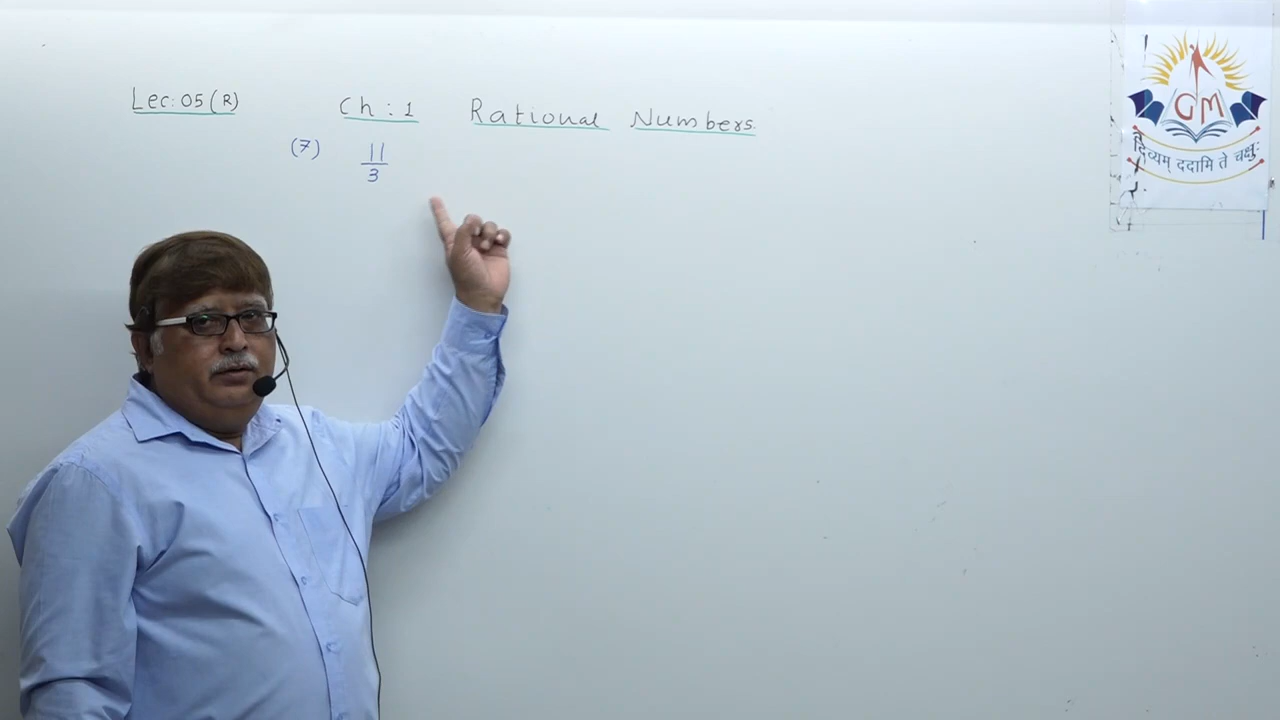 Lec: 05 (R) Ch : 1 Rational Numbers
(7) 11/3
GM
दिव्यम् ददामि ते चक्षुः